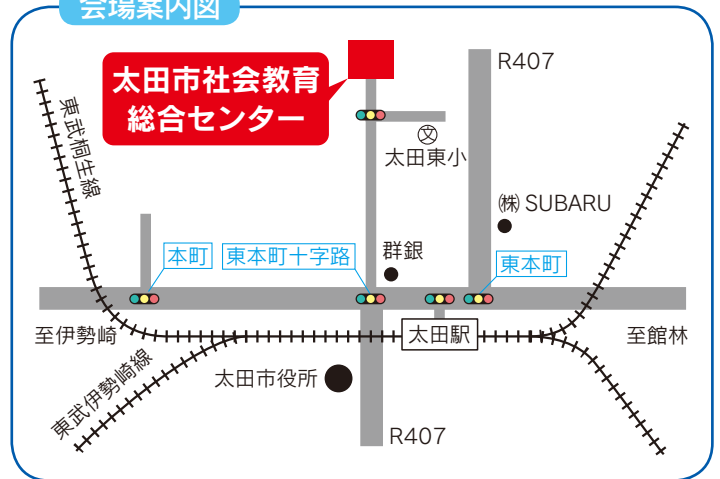 会場案内図
太田市社会教育
総合センター
R407
東武桐生線
文
太田東小
㈱ SUBARU
本町
東本町十字路
群銀
東本町
至伊勢崎
太田駅
至館林
東武伊勢崎線
太田市役所
R407